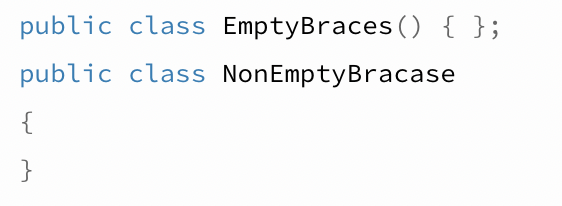 public class EmptyBraces() { };
public class NonEmptyBracase
{
}